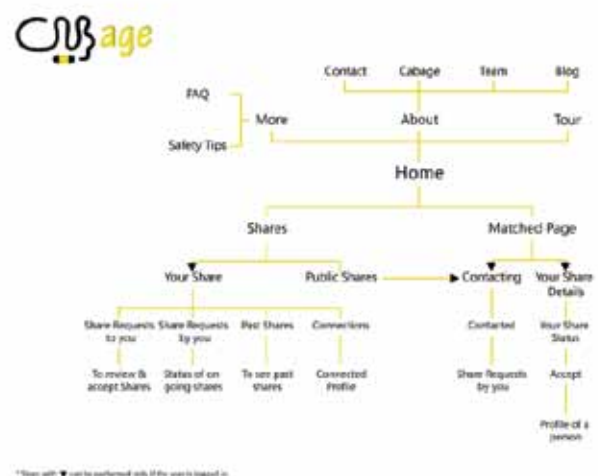 CABage
Contact Cabage Team Blog
FAQ
More About Tour
Safety Tips
Home
Shares Matched Page
Your Share Public Shares Contacting Your Share
Details
Share Requests Share Requests Past Shares Connections Contacted Your Share
to you by you Status
To review & Status of on To see past Connected Share Requests Accept
accept Shares going shares shares Profile by you
Profile of a
person